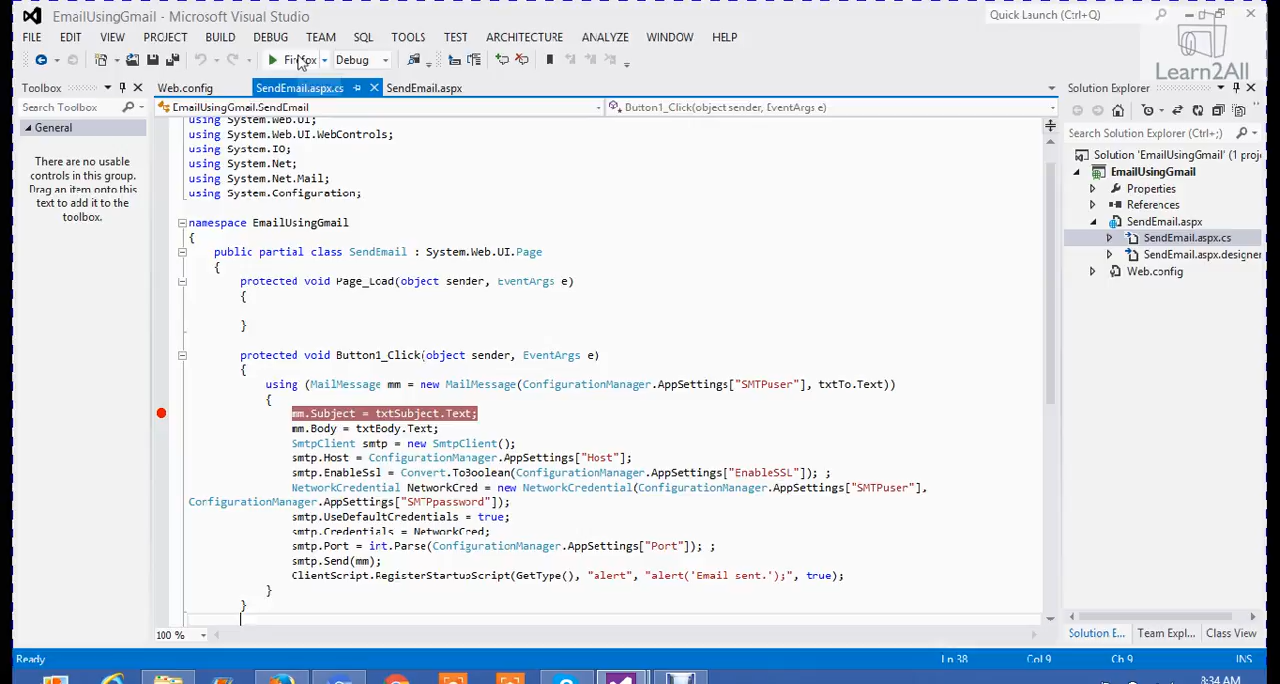 EmailUsingGmail - Microsoft Visual Studio
Quick Launch (Ctrl+Q)
FILE EDIT VIEW PROJECT BUILD DEBUG TEAM SQL TOOLS TEST ARCHITECTURE ANALYZE WINDOW HELP
Learn2All
Firefox Debug
Toolbox
Web.config SendEmail.aspx.cs SendEmail.aspx
Solution Explorer
Search Toolbox
EmailUsingGmail.SendEmail
Button1_Click(object sender, EventArgs e)
Search Solution Explorer (Ctrl+;)
General
There are no usable
controls in this group.
Drag an item onto this
text to add it to the
toolbox.
using System.Web.UI;
using System.Web.UI.WebControls;
using System.IO;
using System.Net;
using System.Net.Mail;
using System.Configuration;
namespace EmailUsingGmail
{
public partial class SendEmail : System.Web.UI.Page
{
protected void Page_Load(object sender, EventArgs e)
{
}
protected void Button1_Click(object sender, EventArgs e)
{
using (MailMessage mm = new MailMessage(ConfigurationManager.AppSettings["SMTPuser"], txtTo.Text))
{
mm.Subject = txtSubject.Text;
mm.Body = txtBody.Text;
SmtpClient smtp = new SmtpClient();
smtp.Host = ConfigurationManager.AppSettings["Host"];
smtp.EnableSsl = Convert.ToBoolean(ConfigurationManager.AppSettings["EnableSSL"]); ;
NetworkCredential NetworkCred = new NetworkCredential(ConfigurationManager.AppSettings["SMTPuser"],
ConfigurationManager.AppSettings["SMTPpassword"]);
smtp.UseDefaultCredentials = true;
smtp.Credentials = NetworkCred;
smtp.Port = int.Parse(ConfigurationManager.AppSettings["Port"]); ;
smtp.Send(mm);
ClientScript.RegisterStartupScript(GetType(), "alert", "alert('Email sent.');", true);
}
}
Solution 'EmailUsingGmail' (1 proje
EmailUsingGmail
Properties
References
SendEmail.aspx
SendEmail.aspx.cs
SendEmail.aspx.designer
Web.config
100 %
Solution E... Team Expl... Class View
Ready
Ln 38
Col 9
Ch 9
INS
8:34 AM